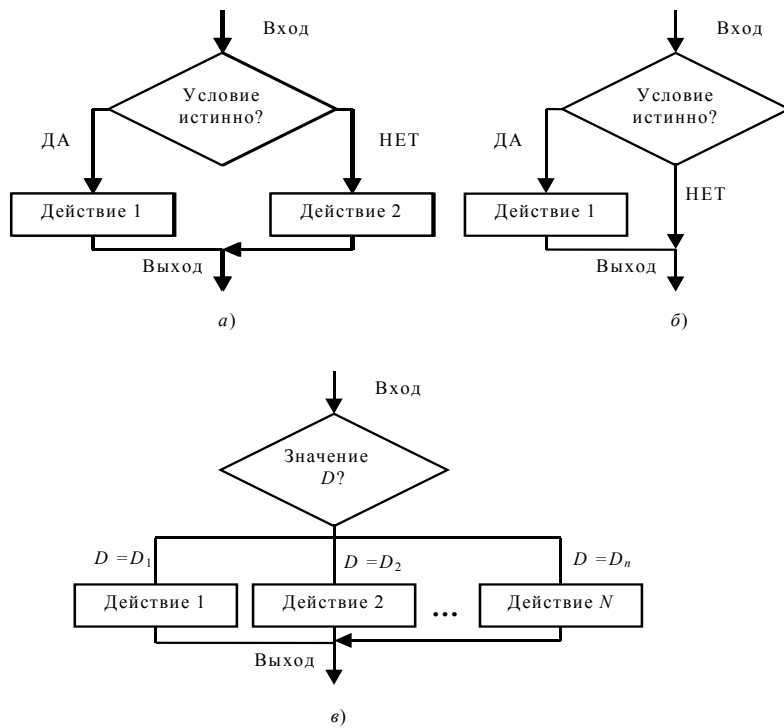 Вход
Условие
истинно?
ДА
НЕТ
Действие 1
Действие 2
Выход
а)
Вход
Условие
истинно?
ДА
НЕТ
Действие 1
Выход
б)
Вход
Значение
D?
D =D1
D =D2
D =Dn
Действие 1
Действие 2
...
Действие N
Выход
в)